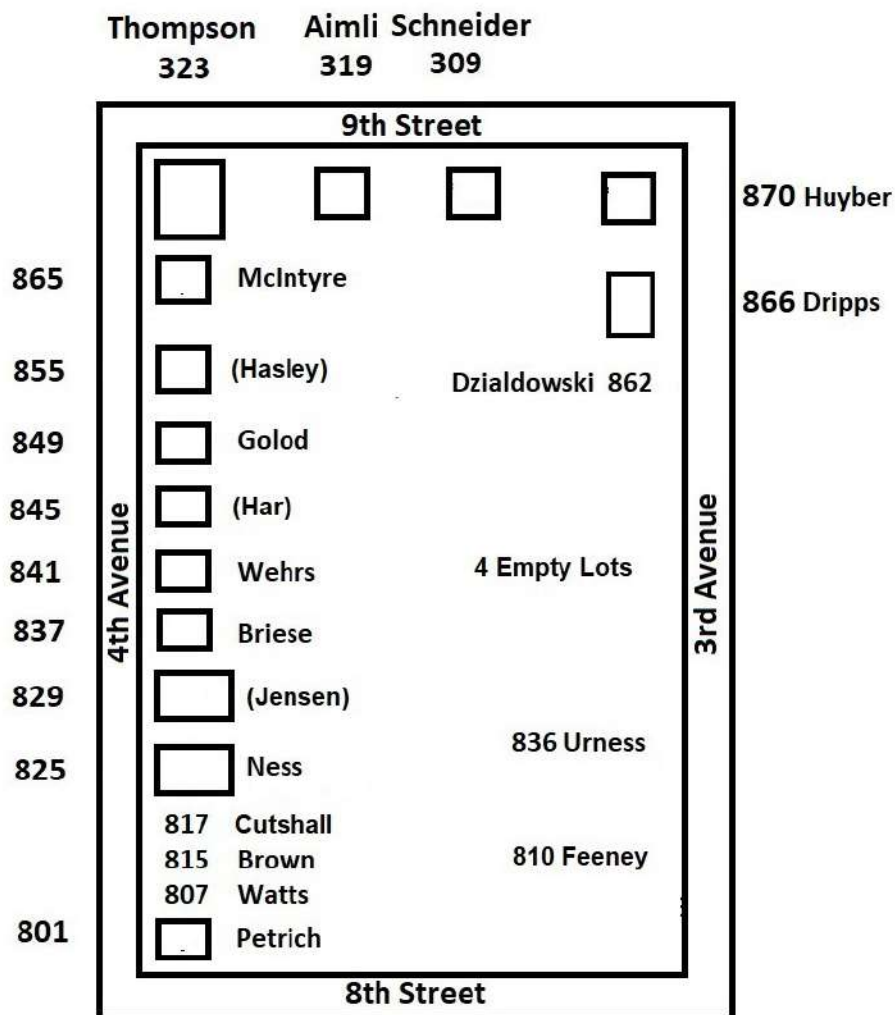 Thompson Aimli Schneider
323 319 309
9th Street
870 Huyber
865 McIntyre
866 Dripps
855 (Hasley)
Dzialdowski 862
849 Golod
845 (Har)
4th Avenue
3rd Avenue
841 Wehrs
4 Empty Lots
837 Briese
829 (Jensen)
836 Urness
825 Ness
817 Cutshall
815 Brown
810 Feeney
807 Watts
801 Petrich
8th Street